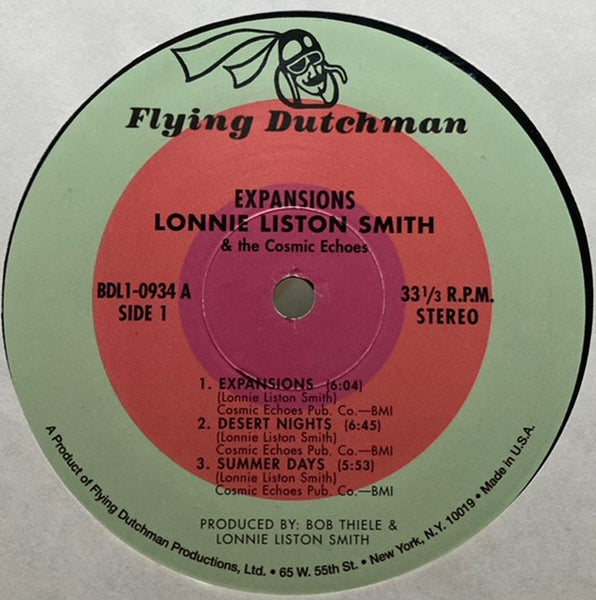 Flying Dutchman
EXPANSIONS
LONNIE LISTON SMITH
& the Cosmic Echoes
BDL1-0934 A
SIDE 1
33 1/3 R.P.M.
STEREO
1. EXPANSIONS (6:04)
(Lonnie Liston Smith)
Cosmic Echoes Pub. Co.—BMI
2. DESERT NIGHTS (6:45)
(Lonnie Liston Smith)
Cosmic Echoes Pub. Co.—BMI
3. SUMMER DAYS (5:53)
(Lonnie Liston Smith)
Cosmic Echoes Pub. Co.—BMI
PRODUCED BY: BOB THIELE &
LONNIE LISTON SMITH
A Product of Flying Dutchman Productions, Ltd. • 65 W. 55th St. • New York, N.Y. 10019 • Made in U.S.A.